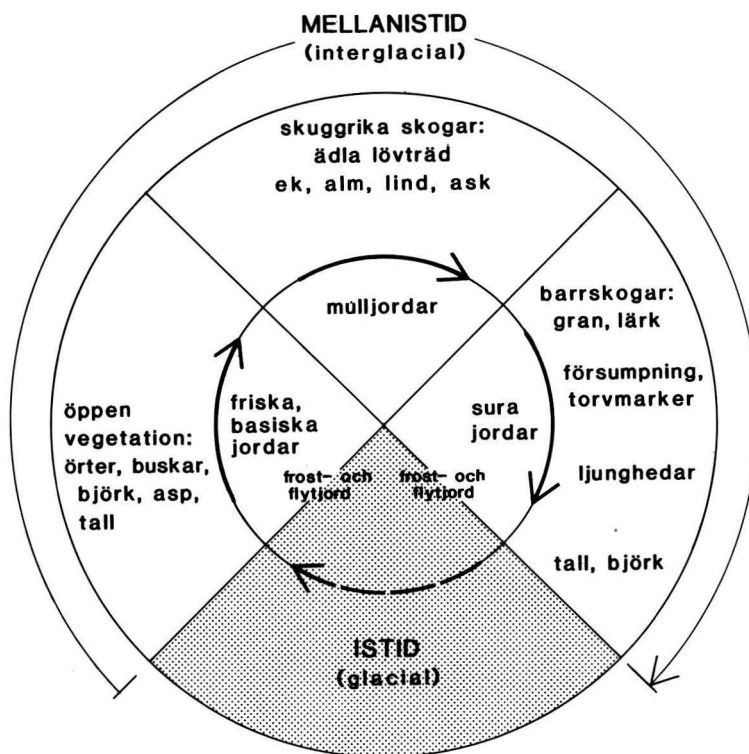 MELLANISTID
(interglacial)
skuggrika skogar:
ädla lövträd
ek, alm, lind, ask
mulljordar
barrskogar:
gran, lärk
försumpning,
torvmarker
ljunghedar
tall, björk
sura
jordar
öppen
vegetation:
örter, buskar,
björk, asp,
tall
friska,
basiska
jordar
frost- och
flytjord
frost- och
flytjord
ISTID
(glacial)